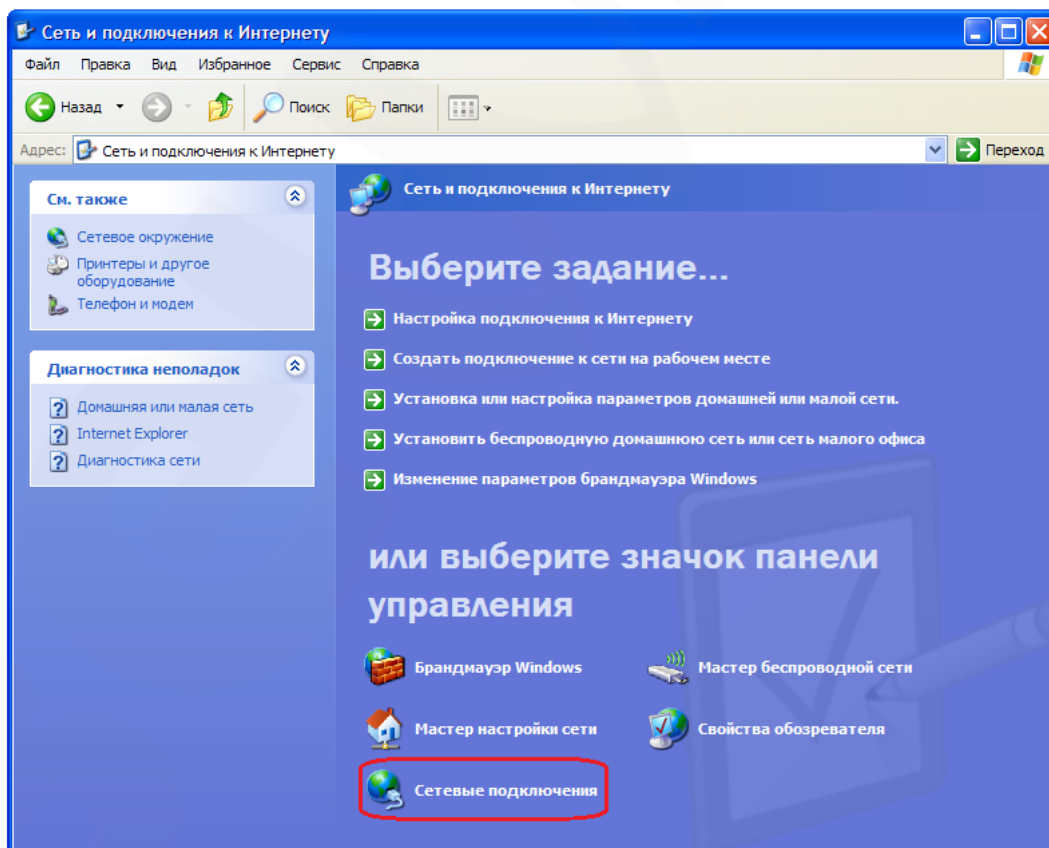 Сеть и подключения к Интернету
Файл Правка Вид Избранное Сервис Справка
Назад Поиск Папки
Адрес: Сеть и подключения к Интернету Переход
См. также
Сетевое окружение
Принтеры и другое
оборудование
Телефон и модем
Диагностика неполадок
Домашняя или малая сеть
Internet Explorer
Диагностика сети
Сеть и подключения к Интернету
Выберите задание...
Настройка подключения к Интернету
Создать подключение к сети на рабочем месте
Установка или настройка параметров домашней или малой сети.
Установить беспроводную домашнюю сеть или сеть малого офиса
Изменение параметров брандмауэра Windows
или выберите значок панели
управления
Брандмауэр Windows
Мастер беспроводной сети
Мастер настройки сети
Свойства обозревателя
Сетевые подключения